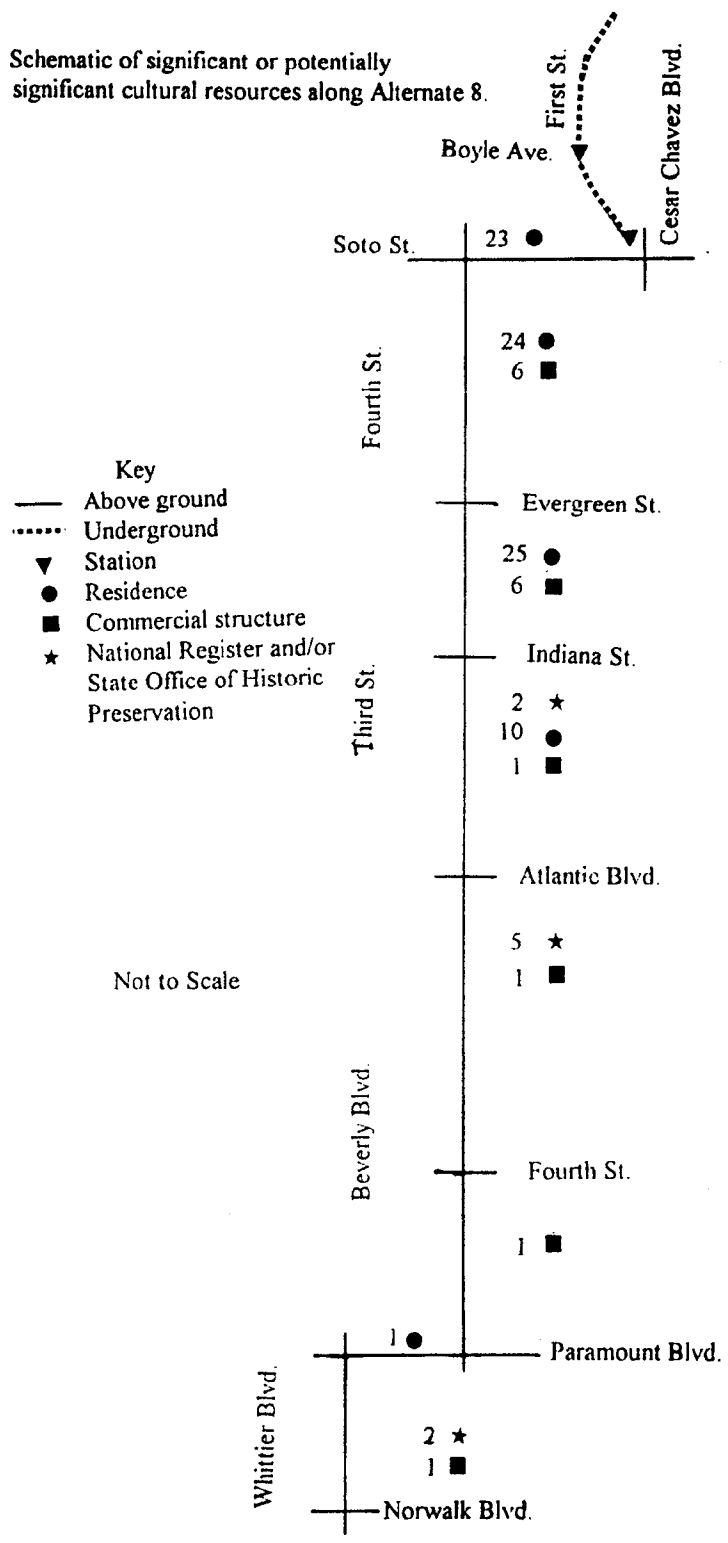 Schematic of significant or potentially
significant cultural resources along Alternate 8.
First St.
Cesar Chavez Blvd.
Boyle Ave.
Soto St.
23
24
6
Fourth St.
Key
Above ground
Underground
Station
Residence
Commercial structure
National Register and/or
State Office of Historic
Preservation
Evergreen St.
25
6
Indiana St.
Third St.
2
10
1
Atlantic Blvd.
5
1
Not to Scale
Beverly Blvd.
Fourth St.
1
1
Paramount Blvd.
Whittier Blvd.
2
1
Norwalk Blvd.